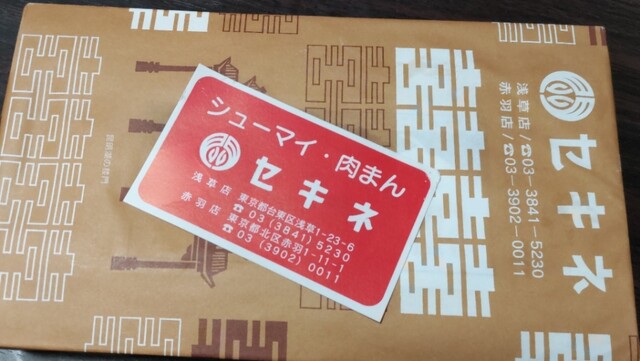 シューマイ・肉まん
セキネ
浅草店 東京都台東区浅草1-23-6
☎03(3841)5230
赤羽店 東京都北区赤羽1-11-1
☎03(3902)0011
セキネ
浅草店/☎03-3841-5230
赤羽店/☎03-3902-0011